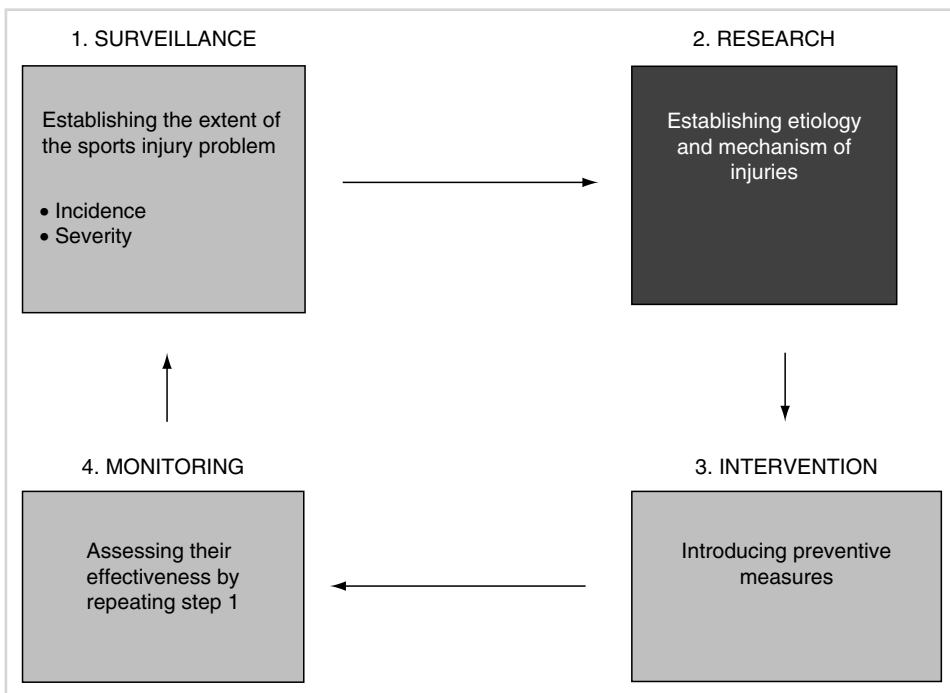 1. SURVEILLANCE
Establishing the extent of
the sports injury problem
• Incidence
• Severity
2. RESEARCH
Establishing etiology
and mechanism of
injuries
3. INTERVENTION
Introducing preventive
measures
4. MONITORING
Assessing their
effectiveness by
repeating step 1